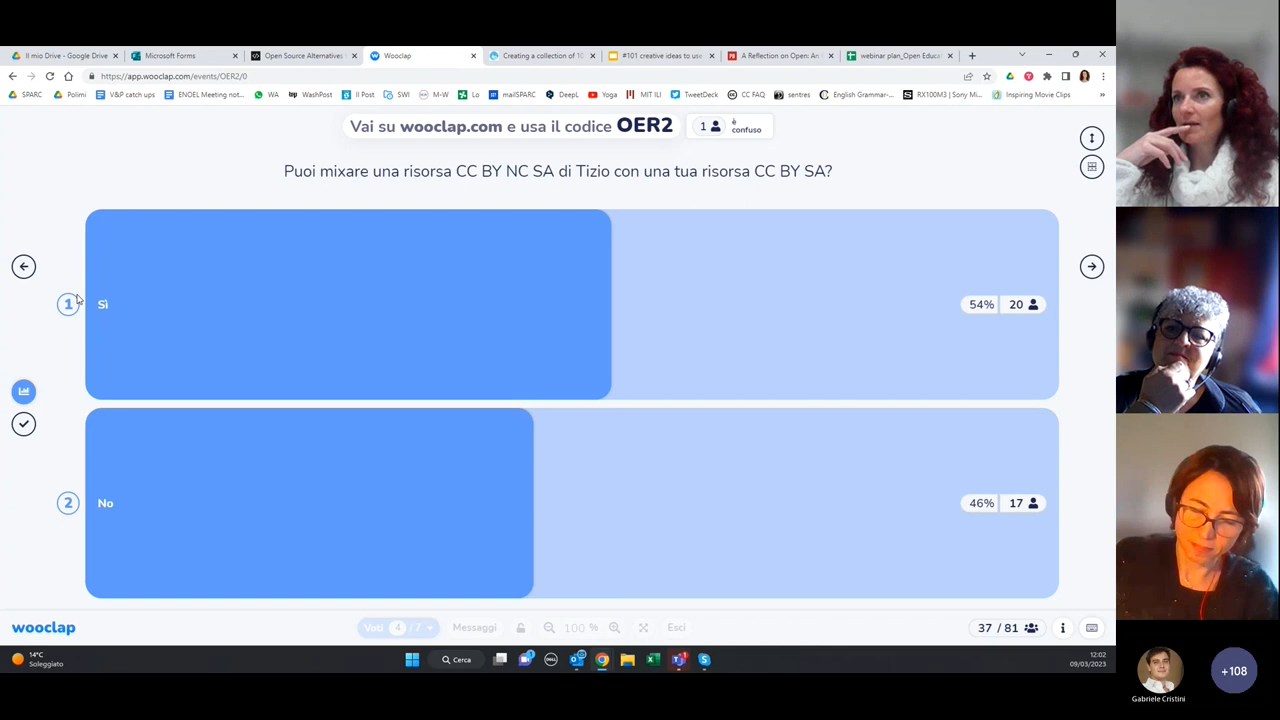 Il mio Drive - Google Drive
Microsoft Forms
Open Source Alternatives
Wooclap
Creating a collection of 10
#101 creative ideas to use
A Reflection on Open: An
webinar plan_Open Educa
https://app.wooclap.com/events/OER2/0
SPARC
Polimi
V&P catch ups
ENOEL Meeting not...
WA
WashPost
Il Post
SWI
M-W
Lo
mailSPARC
DeepL
Yoga
MIT ILI
TweetDeck
CC FAQ
sentres
English Grammar-...
RX100M3 | Sony Mi...
Inspiring Movie Clips
Vai su wooclap.com e usa il codice OER2
1 è confuso
Puoi mixare una risorsa CC BY NC SA di Tizio con una tua risorsa CC BY SA?
1 Sì 54% 20
2 No 46% 17
wooclap
Voti 4 / 7
Messaggi
100 %
Esci
37 / 81
14°C
Soleggiato
Cerca
12:02
09/03/2023
Gabriele Cristini
+108